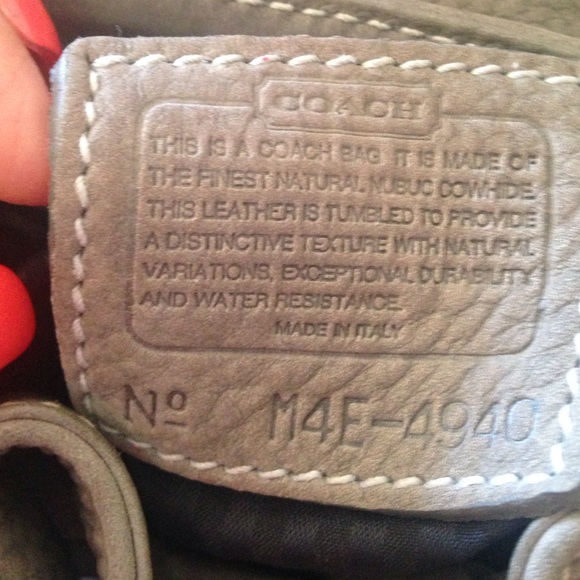 COACH
THIS IS A COACH BAG IT IS MADE OF
THE FINEST NATURAL NUBUC COWHIDE.
THIS LEATHER IS TUMBLED TO PROVIDE
A DISTINCTIVE TEXTURE WITH NATURAL
VARIATIONS, EXCEPTIONAL DURABILITY
AND WATER RESISTANCE.
MADE IN ITALY
Nº M4E-4940